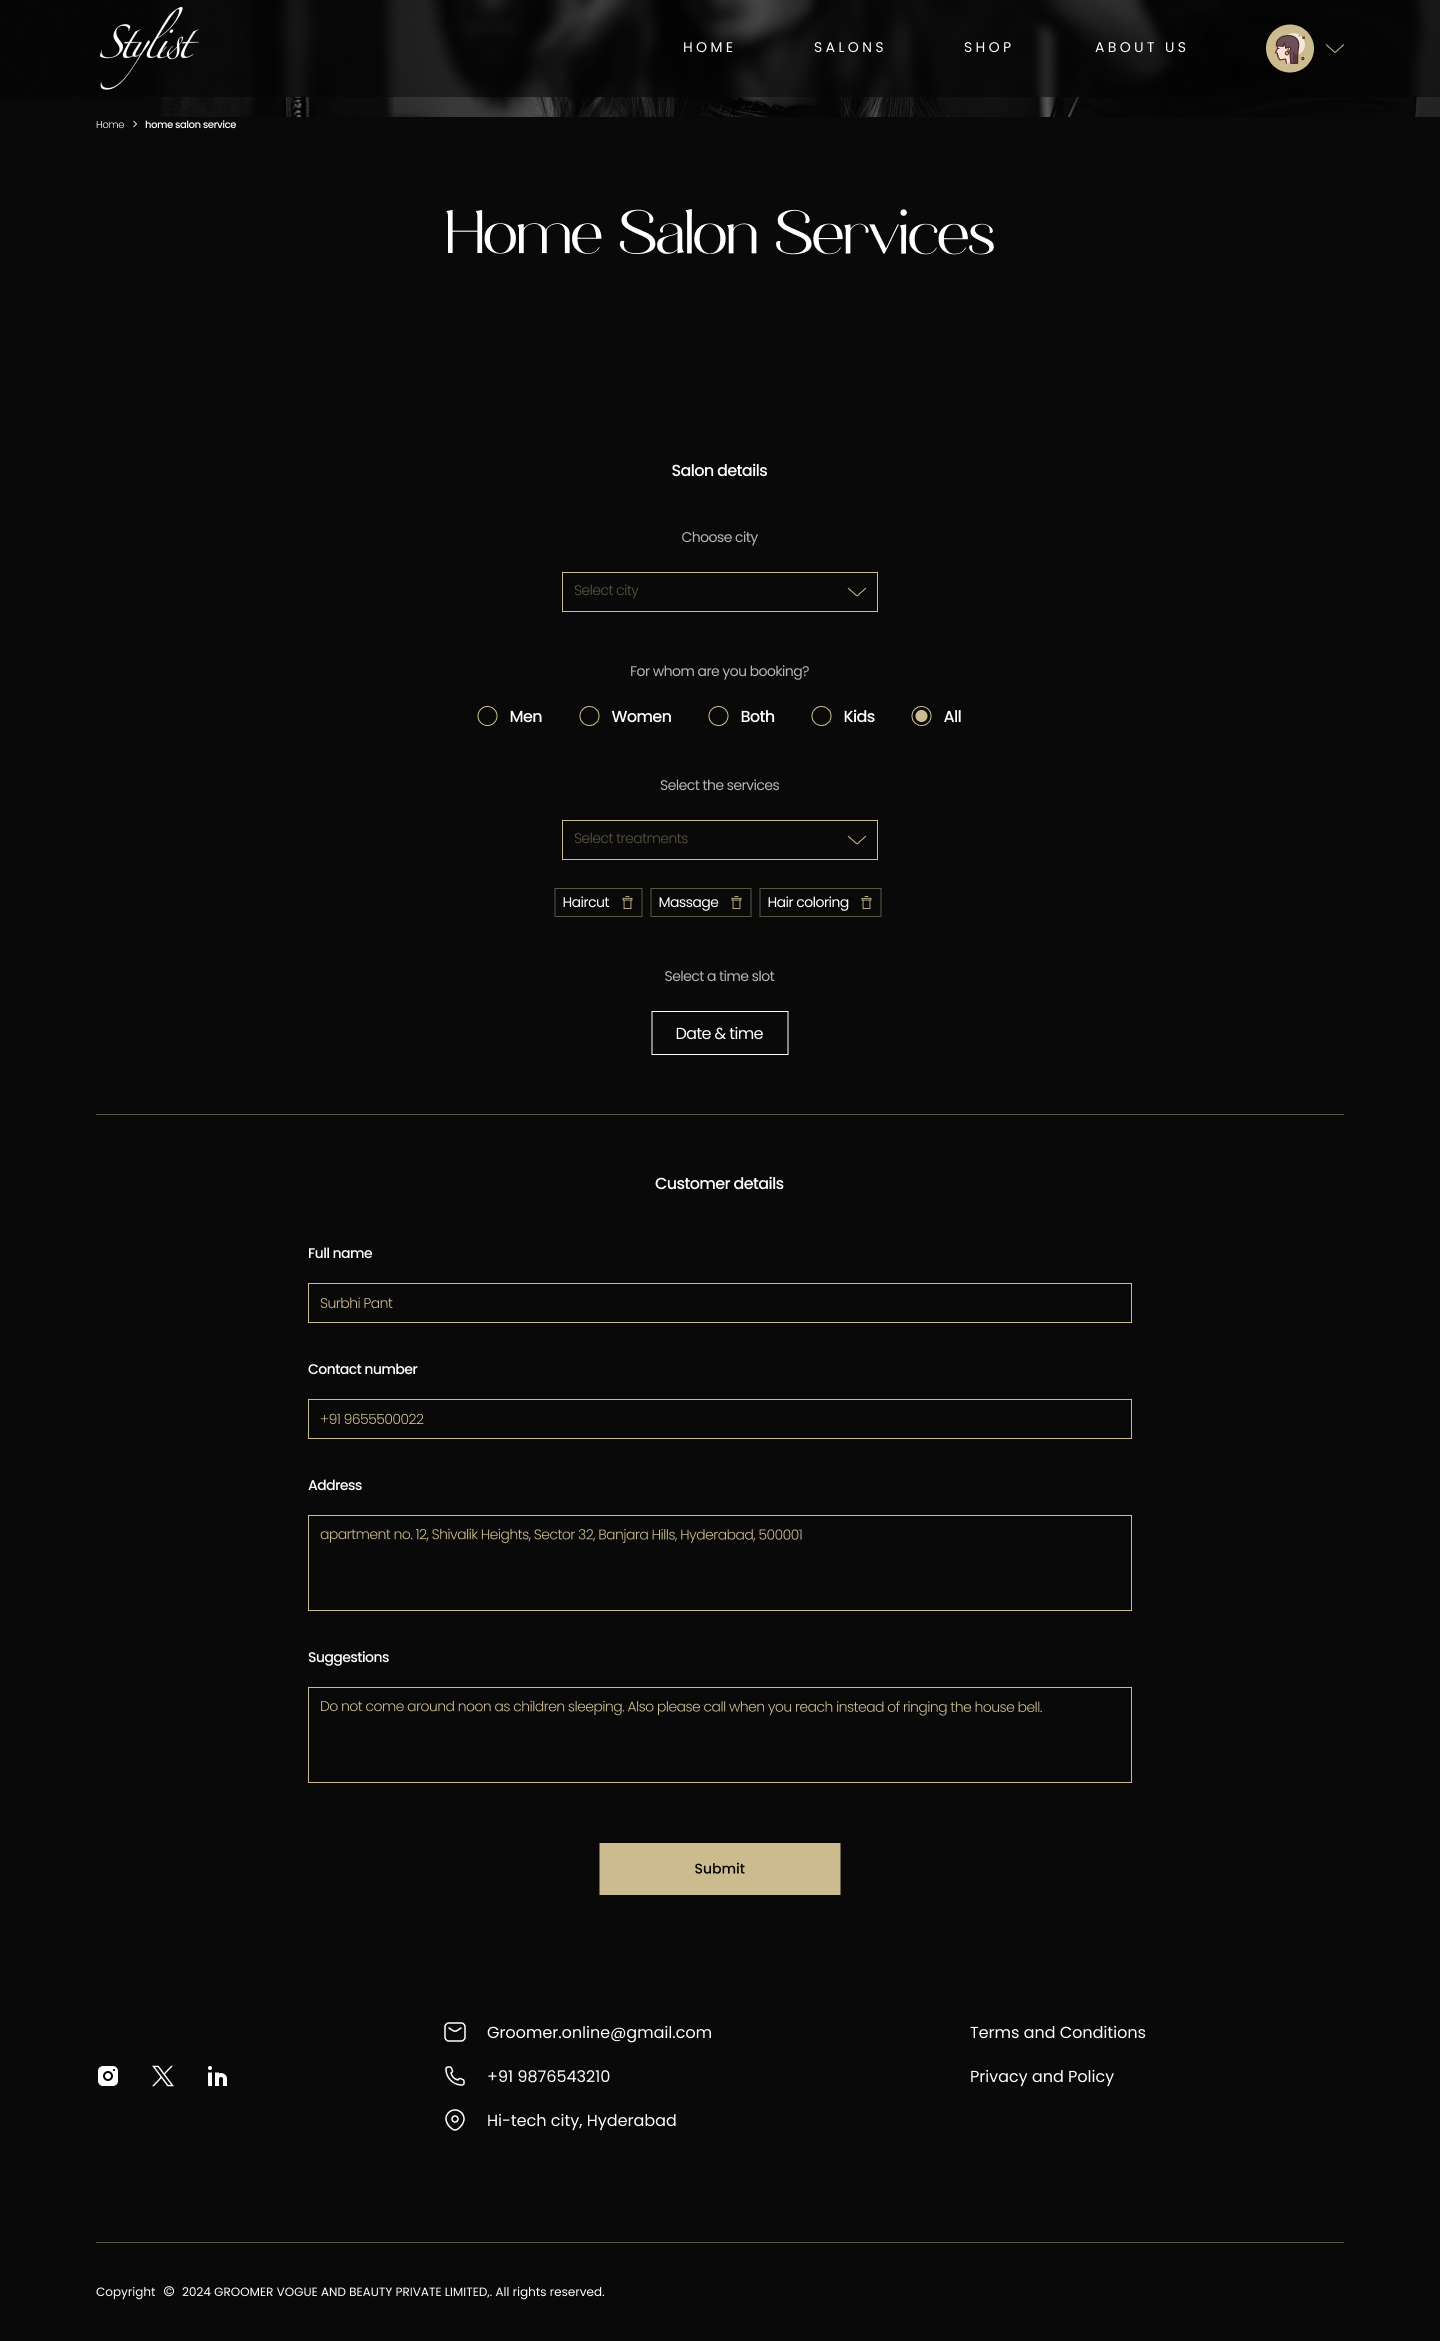 Stylist
HOME SALONS SHOP ABOUT US
Home > home salon service
Home Salon Services
Salon details
Choose city
Select city
For whom are you booking?
Men Women Both Kids All
Select the services
Select treatments
Haircut Massage Hair coloring
Select a time slot
Date & time
Customer details
Full name
Surbhi Pant
Contact number
+91 9655500022
Address
apartment no. 12, Shivalik Heights, Sector 32, Banjara Hills, Hyderabad, 500001
Suggestions
Do not come around noon as children sleeping. Also please call when you reach instead of ringing the house bell.
Submit
Groomer.online@gmail.com
+91 9876543210
Hi-tech city, Hyderabad
Terms and Conditions
Privacy and Policy
Copyright © 2024 GROOMER VOGUE AND BEAUTY PRIVATE LIMITED,. All rights reserved.